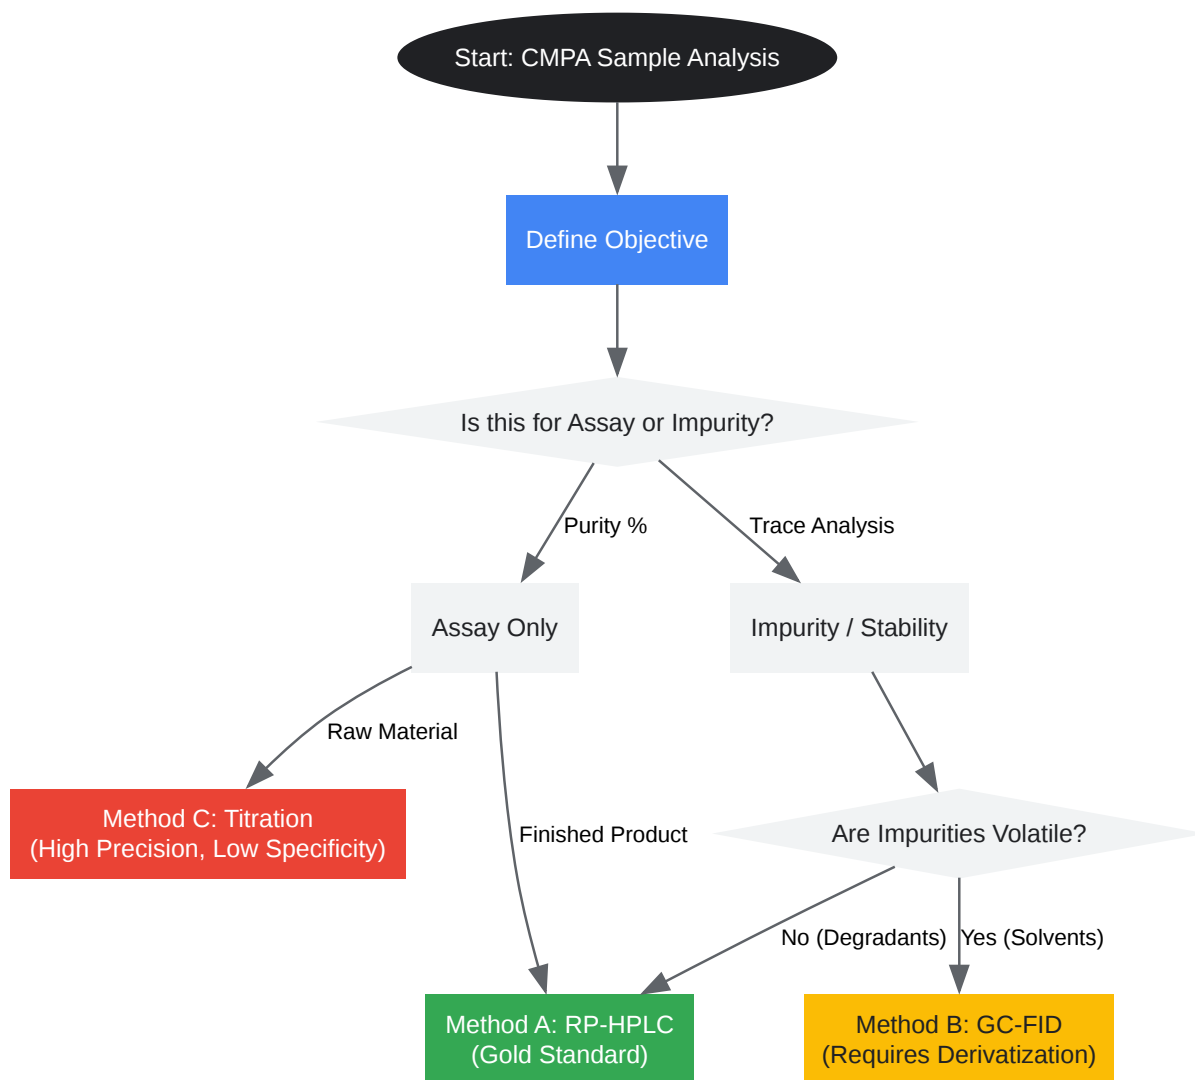 Start: CMPA Sample Analysis
Define Objective
Is this for Assay or Impurity?
Purity %
Trace Analysis
Assay Only
Impurity / Stability
Raw Material
Method C: Titration
(High Precision, Low Specificity)
Finished Product
Are Impurities Volatile?
No (Degradants)
Yes (Solvents)
Method A: RP-HPLC
(Gold Standard)
Method B: GC-FID
(Requires Derivatization)